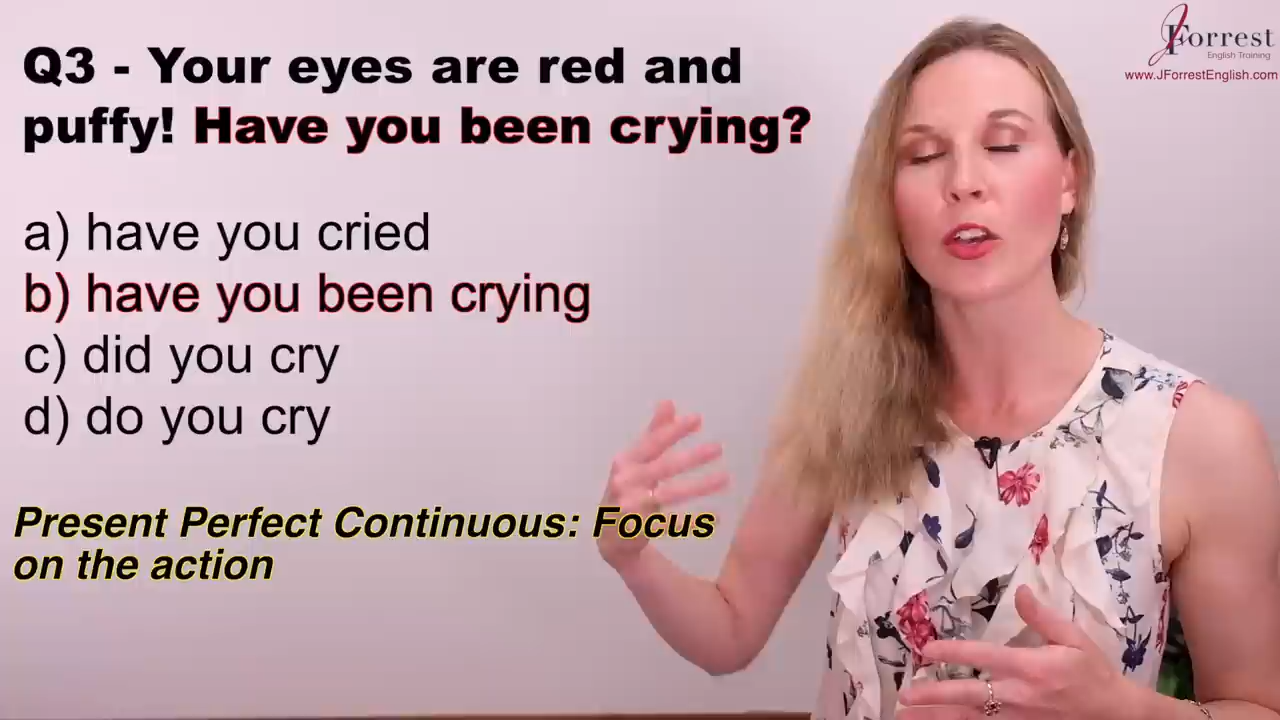 Q3 - Your eyes are red and
puffy! Have you been crying?
a) have you cried
b) have you been crying
c) did you cry
d) do you cry
Present Perfect Continuous: Focus
on the action
JForrest
English Training
www.JForrestEnglish.com